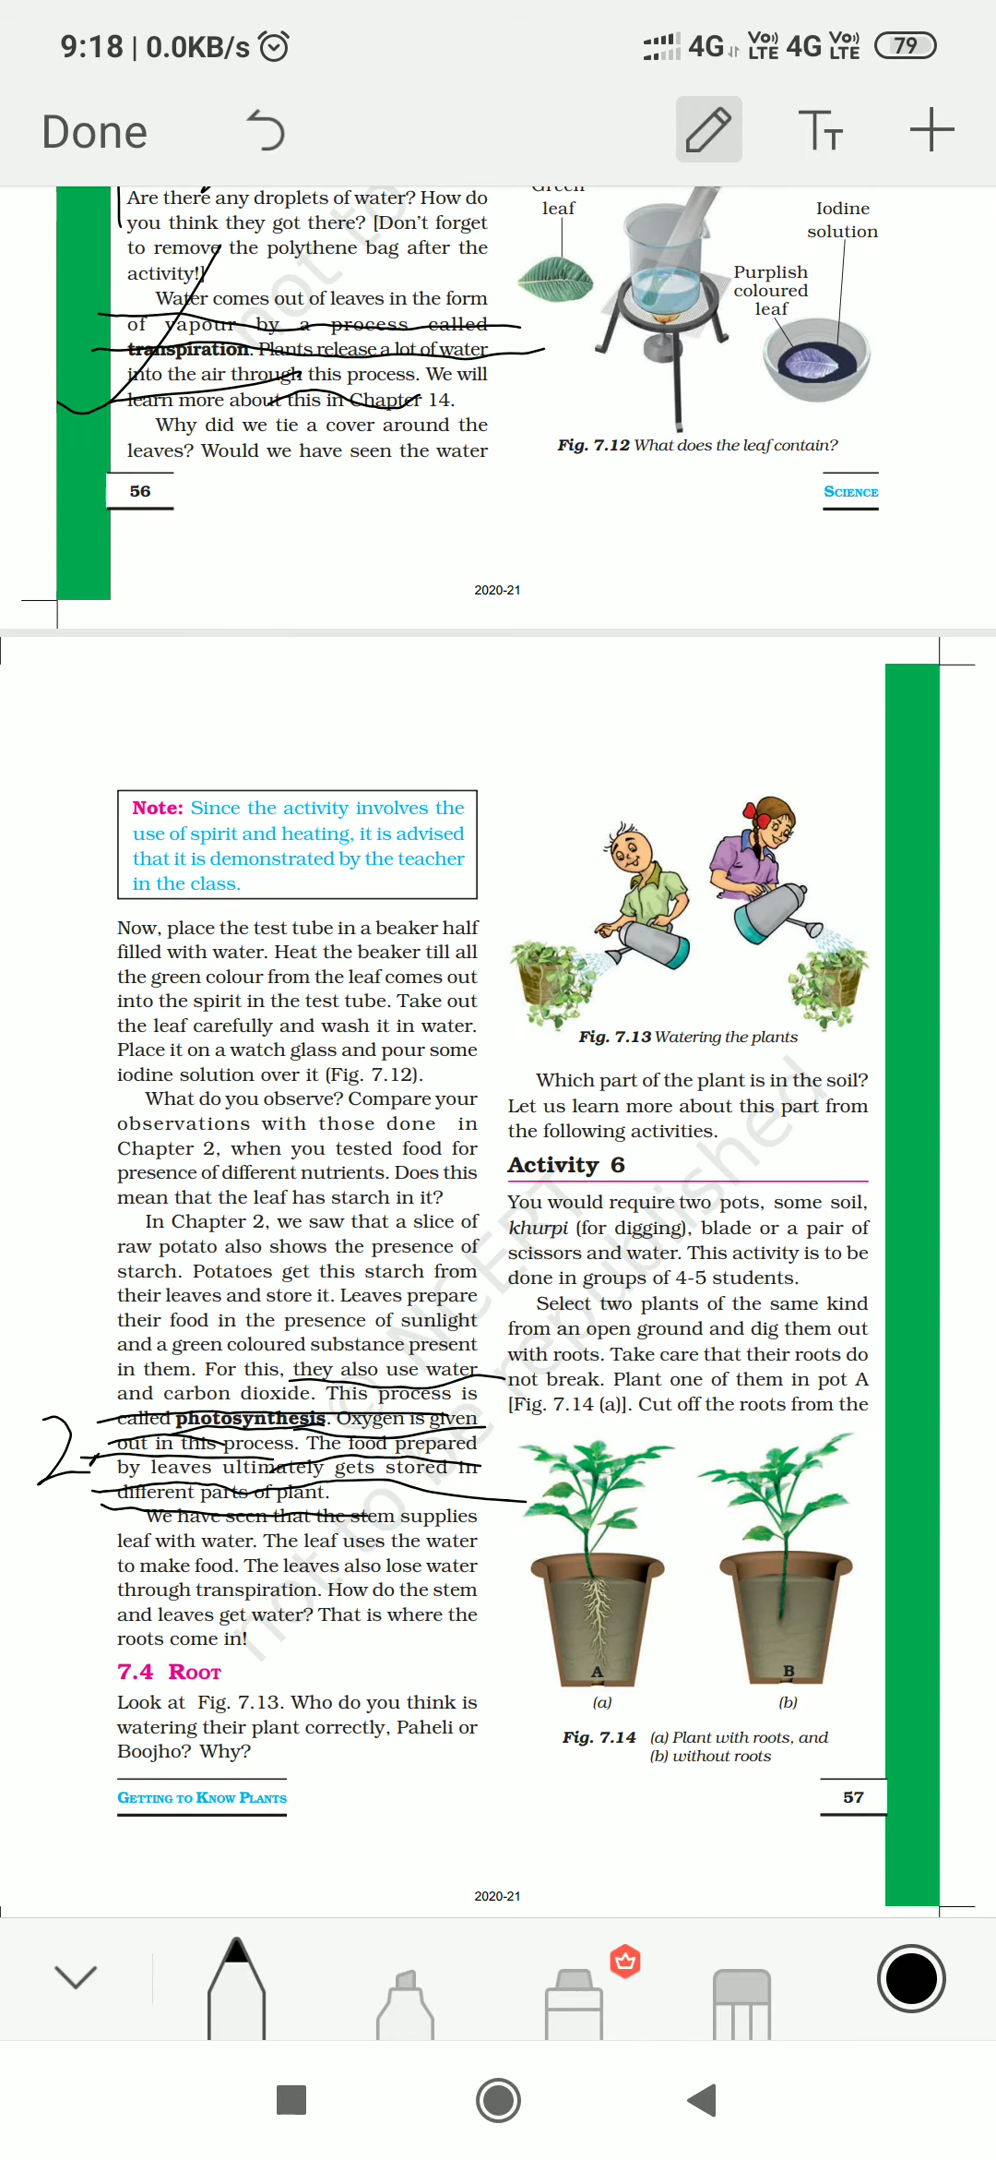 9:18 | 0.0KB/s
4G Vo)) LTE 4G Vo)) LTE 79
Done
TT
Are there any droplets of water? How do
you think they got there? [Don't forget
to remove the polythene bag after the
activity!]
Water comes out of leaves in the form
of vapour by a process called
transpiration. Plants release a lot of water
into the air through this process. We will
learn more about this in Chapter 14.
Why did we tie a cover around the
leaves? Would we have seen the water
Green
leaf
Iodine
solution
Purplish
coloured
leaf
Fig. 7.12 What does the leaf contain?
56
SCIENCE
2020-21
Note: Since the activity involves the
use of spirit and heating, it is advised
that it is demonstrated by the teacher
in the class.
Now, place the test tube in a beaker half
filled with water. Heat the beaker till all
the green colour from the leaf comes out
into the spirit in the test tube. Take out
the leaf carefully and wash it in water.
Place it on a watch glass and pour some
iodine solution over it (Fig. 7.12).
What do you observe? Compare your
observations with those done in
Chapter 2, when you tested food for
presence of different nutrients. Does this
mean that the leaf has starch in it?
In Chapter 2, we saw that a slice of
raw potato also shows the presence of
starch. Potatoes get this starch from
their leaves and store it. Leaves prepare
their food in the presence of sunlight
and a green coloured substance present
in them. For this, they also use water
and carbon dioxide. This process is
called photosynthesis. Oxygen is given
out in this process. The food prepared
by leaves ultimately gets stored in
different parts of plant.
2
We have seen that the stem supplies
leaf with water. The leaf uses the water
to make food. The leaves also lose water
through transpiration. How do the stem
and leaves get water? That is where the
roots come in!
7.4 ROOT
Look at Fig. 7.13. Who do you think is
watering their plant correctly, Paheli or
Boojho? Why?
GETTING TO KNOW PLANTS
Fig. 7.13 Watering the plants
Which part of the plant is in the soil?
Let us learn more about this part from
the following activities.
Activity 6
You would require two pots, some soil,
khurpi (for digging), blade or a pair of
scissors and water. This activity is to be
done in groups of 4-5 students.
Select two plants of the same kind
from an open ground and dig them out
with roots. Take care that their roots do
not break. Plant one of them in pot A
[Fig. 7.14 (a)]. Cut off the roots from the
A
B
(a)
(b)
Fig. 7.14 (a) Plant with roots, and
(b) without roots
57
© NCERT
not to be republished
not to
2020-21